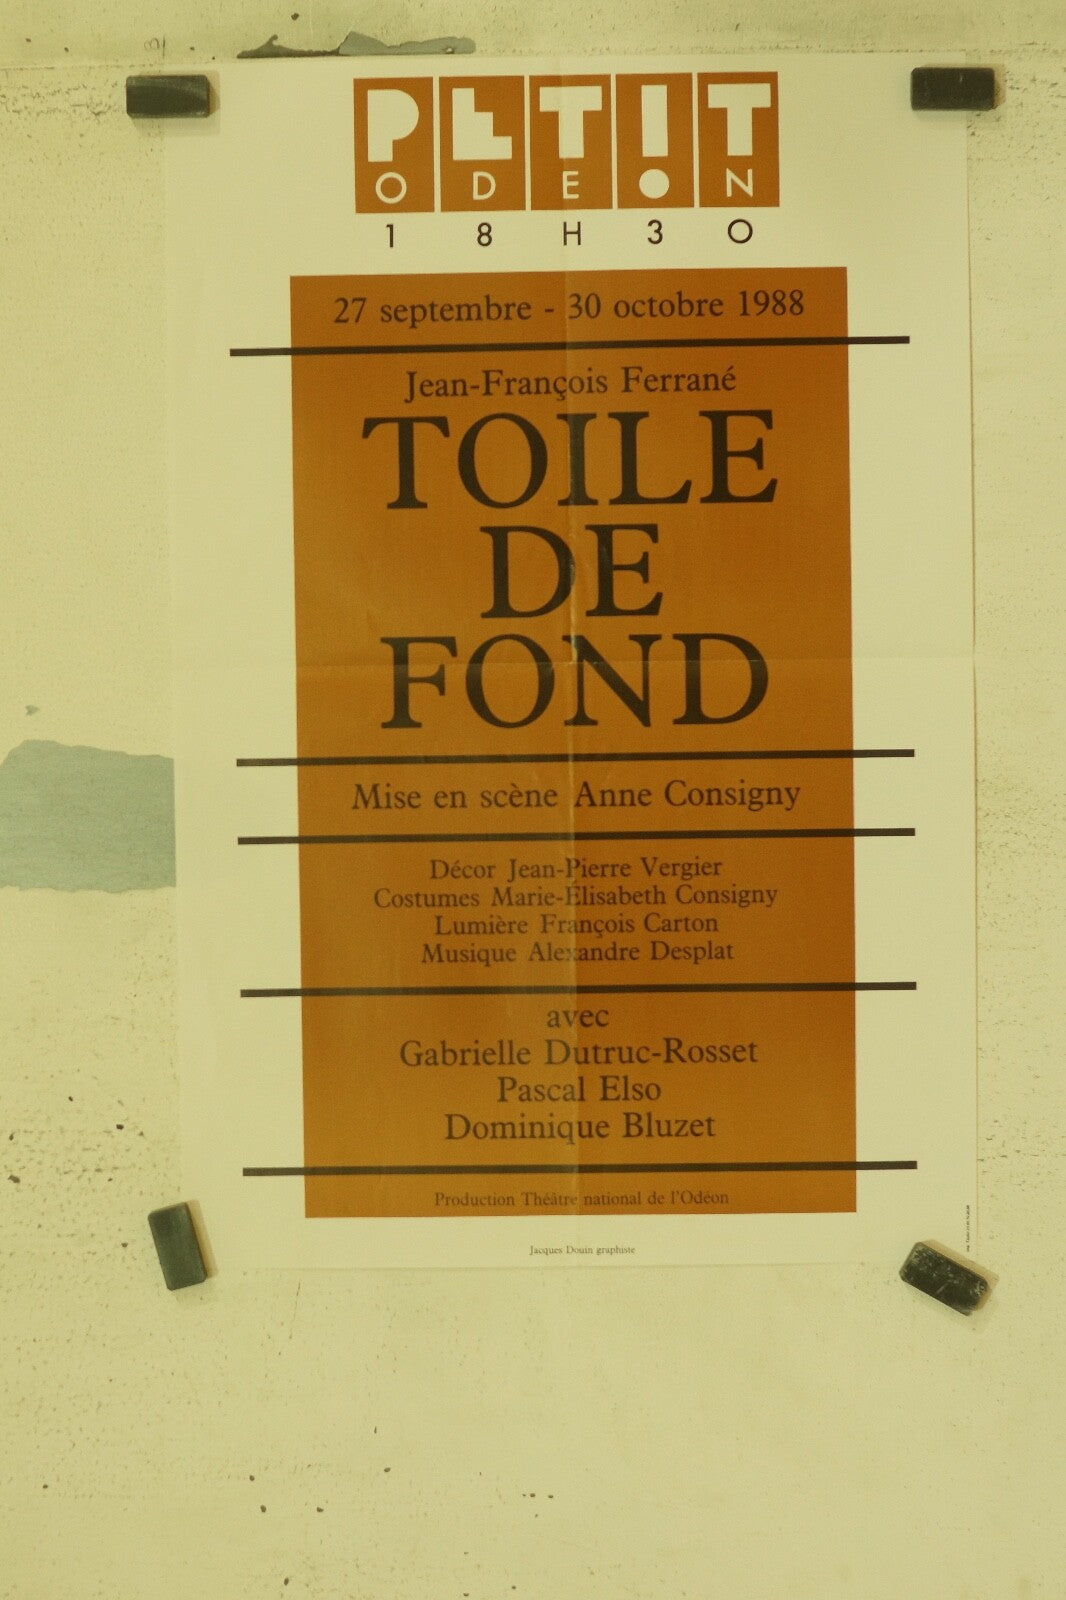 PETIT
ODEON
18H30
27 septembre - 30 octobre 1988
Jean-François Ferrané
TOILE
DE
FOND
Mise en scène Anne Consigny
Décor Jean-Pierre Vergier
Costumes Marie-Élisabeth Consigny
Lumière François Carton
Musique Alexandre Desplat
avec
Gabrielle Dutruc-Rosset
Pascal Elso
Dominique Bluzet
Production Théâtre national de l'Odéon
Jacques Douin graphiste